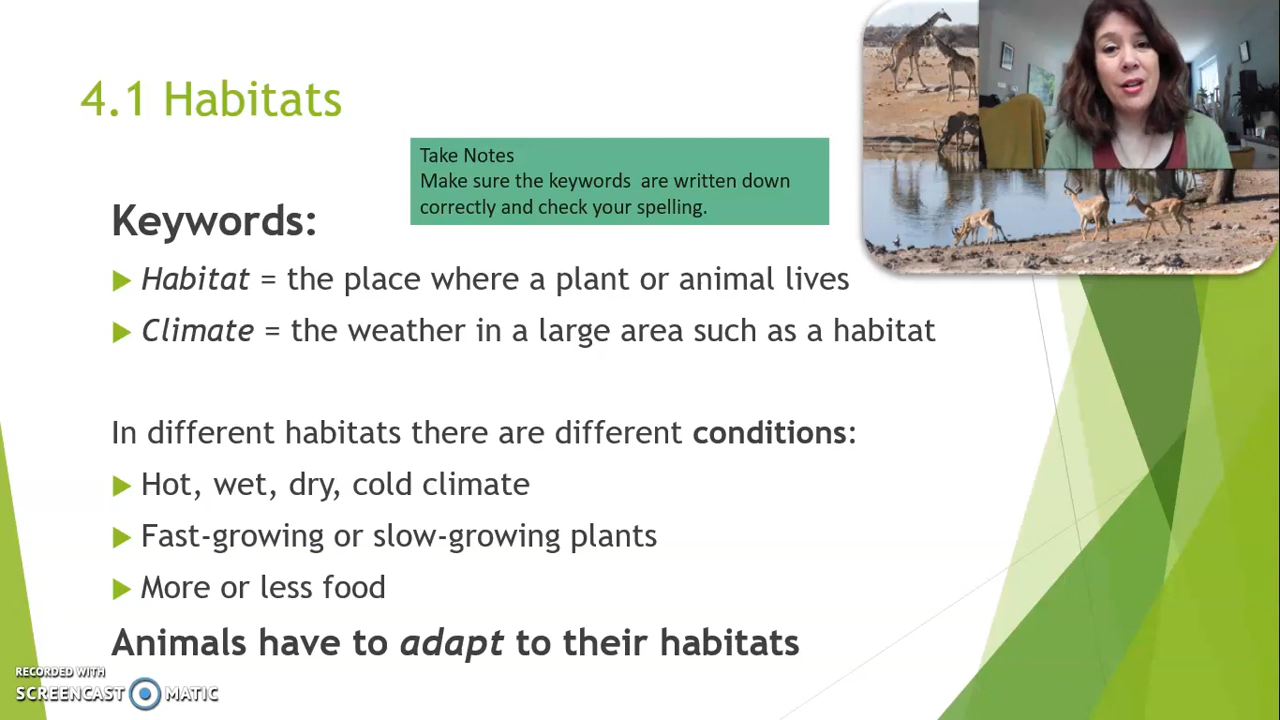 4.1 Habitats
Take Notes
Make sure the keywords are written down
correctly and check your spelling.
Keywords:
Habitat = the place where a plant or animal lives
Climate = the weather in a large area such as a habitat
In different habitats there are different conditions:
Hot, wet, dry, cold climate
Fast-growing or slow-growing plants
More or less food
Animals have to adapt to their habitats
RECORDED WITH
SCREENCAST MATIC